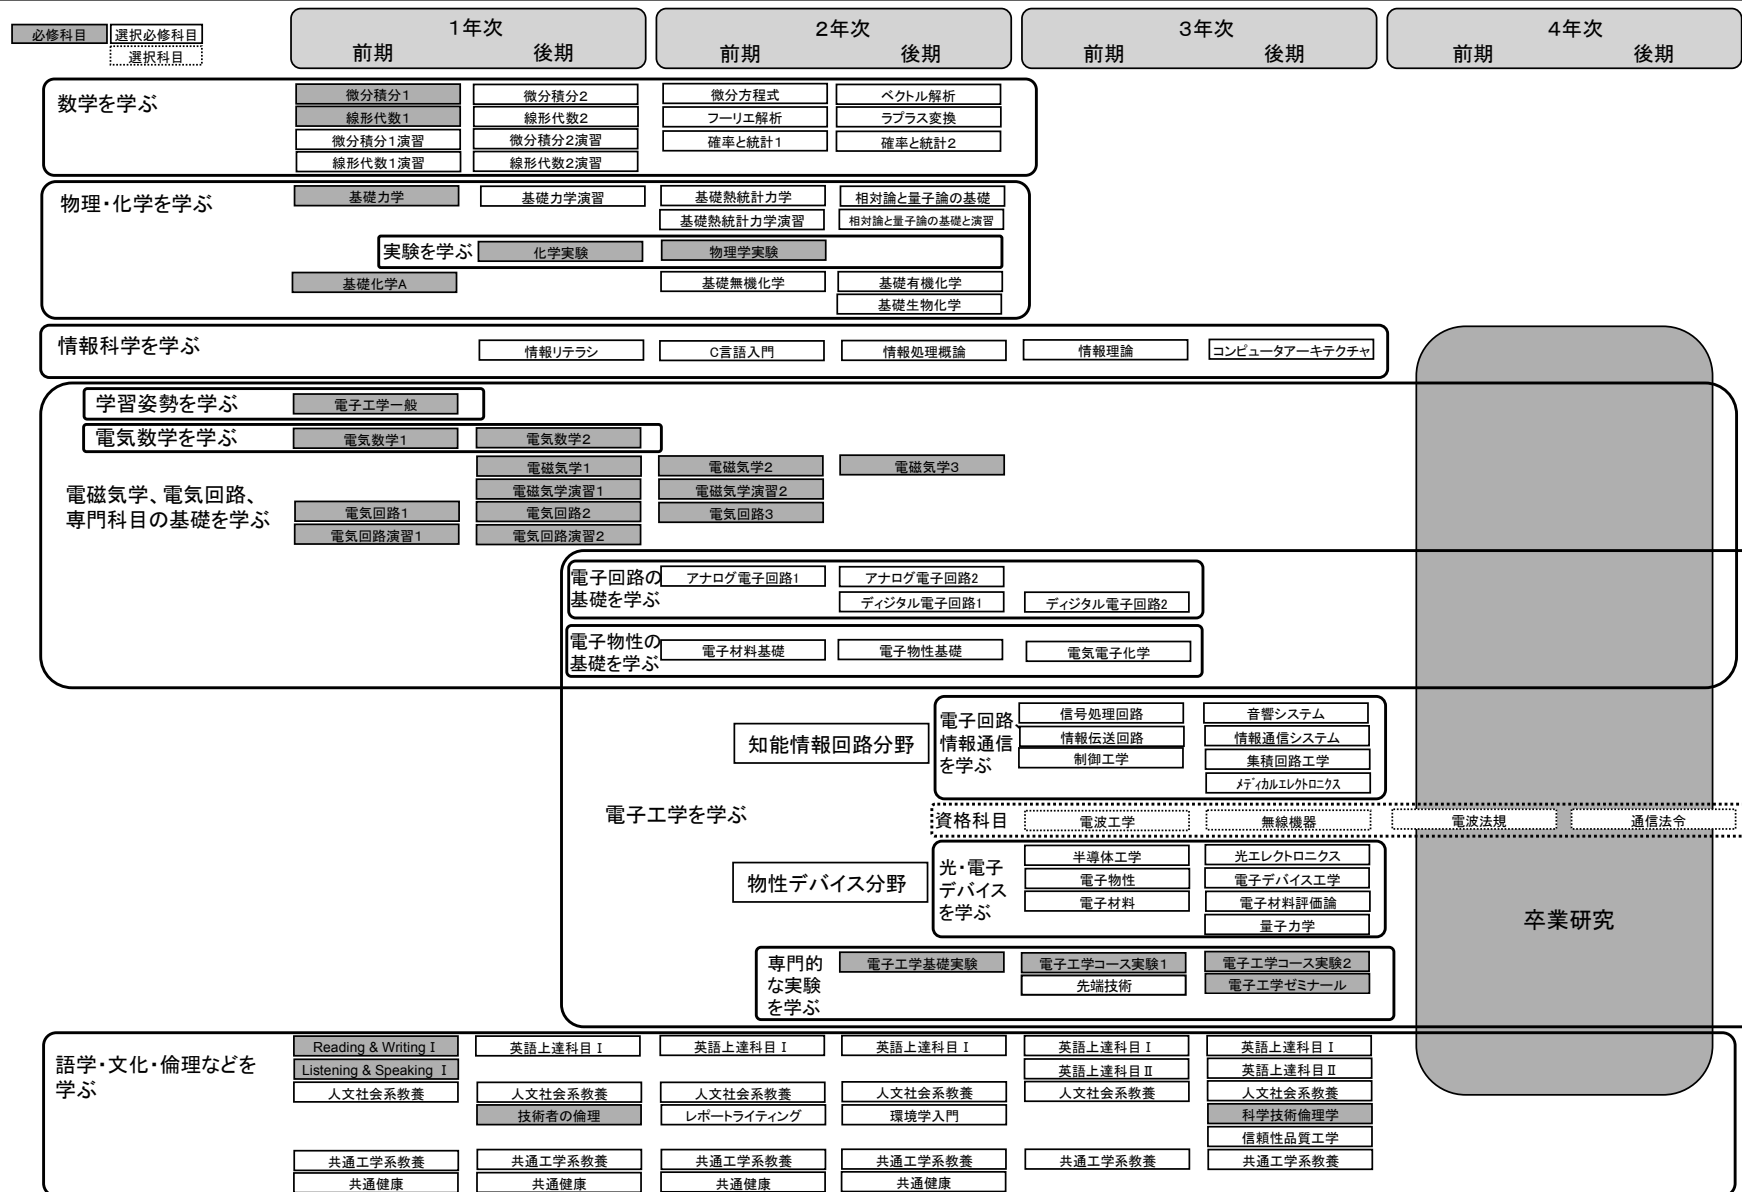 必修科目 選択必修科目
選択科目
1年次 2年次 3年次 4年次
前期 後期 前期 後期 前期 後期 前期 後期
数学を学ぶ
微分積分1 微分積分2 微分方程式 ベクトル解析
線形代数1 線形代数2 フーリエ解析 ラプラス変換
微分積分1演習 微分積分2演習 確率と統計1 確率と統計2
線形代数1演習 線形代数2演習
物理・化学を学ぶ
基礎力学 基礎力学演習 基礎熱統計力学 相対論と量子論の基礎
基礎熱統計力学演習 相対論と量子論の基礎と演習
実験を学ぶ 化学実験 物理学実験
基礎化学A 基礎無機化学 基礎有機化学
基礎生物化学
情報科学を学ぶ
情報リテラシ C言語入門 情報処理概論 情報理論 コンピュータアーキテクチャ
学習姿勢を学ぶ 電子工学一般
電気数学を学ぶ 電気数学1 電気数学2
電磁気学、電気回路、
専門科目の基礎を学ぶ
電磁気学1 電磁気学2 電磁気学3
電磁気学演習1 電磁気学演習2
電気回路1 電気回路2 電気回路3
電気回路演習1 電気回路演習2
電子回路の
基礎を学ぶ
アナログ電子回路1 アナログ電子回路2
ディジタル電子回路1 ディジタル電子回路2
電子物性の
基礎を学ぶ
電子材料基礎 電子物性基礎 電気電子化学
電子工学を学ぶ
知能情報回路分野
電子回路、
情報通信
を学ぶ
信号処理回路 音響システム
情報伝送回路 情報通信システム
制御工学 集積回路工学
メディカルエレクトロニクス
資格科目 電波工学 無線機器 電波法規 通信法令
物性デバイス分野
光・電子
デバイス
を学ぶ
半導体工学 光エレクトロニクス
電子物性 電子デバイス工学
電子材料 電子材料評価論
量子力学
卒業研究
専門的
な実験
を学ぶ
電子工学基礎実験 電子工学コース実験1 電子工学コース実験2
先端技術 電子工学ゼミナール
語学・文化・倫理などを
学ぶ
Reading & Writing Ⅰ 英語上達科目Ⅰ 英語上達科目Ⅰ 英語上達科目Ⅰ 英語上達科目Ⅰ 英語上達科目Ⅰ
Listening & Speaking Ⅰ 英語上達科目Ⅱ 英語上達科目Ⅱ
人文社会系教養 人文社会系教養 人文社会系教養 人文社会系教養 人文社会系教養 人文社会系教養
技術者の倫理 レポートライティング 環境学入門 科学技術倫理学
信頼性品質工学
共通工学系教養 共通工学系教養 共通工学系教養 共通工学系教養 共通工学系教養 共通工学系教養
共通健康 共通健康 共通健康 共通健康